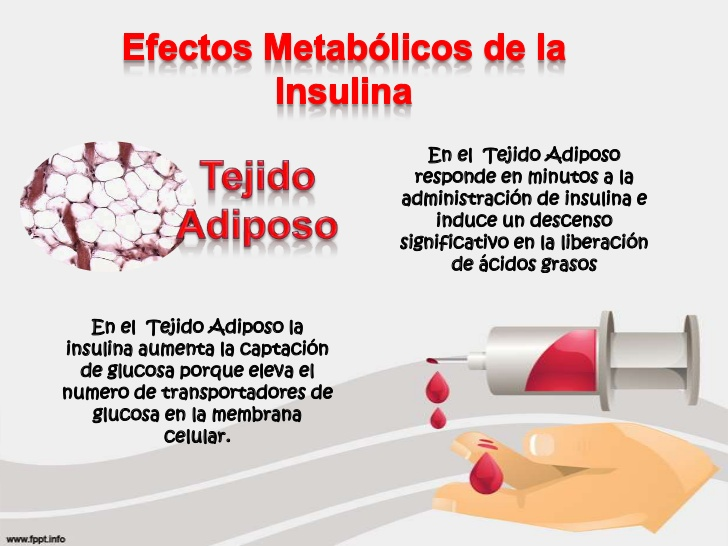 Efectos Metabólicos de la
Insulina
Tejido
Adiposo
En el Tejido Adiposo
responde en minutos a la
administración de insulina e
induce un descenso
significativo en la liberación
de ácidos grasos
En el Tejido Adiposo la
insulina aumenta la captación
de glucosa porque eleva el
numero de transportadores de
glucosa en la membrana
celular.
www.fppt.info